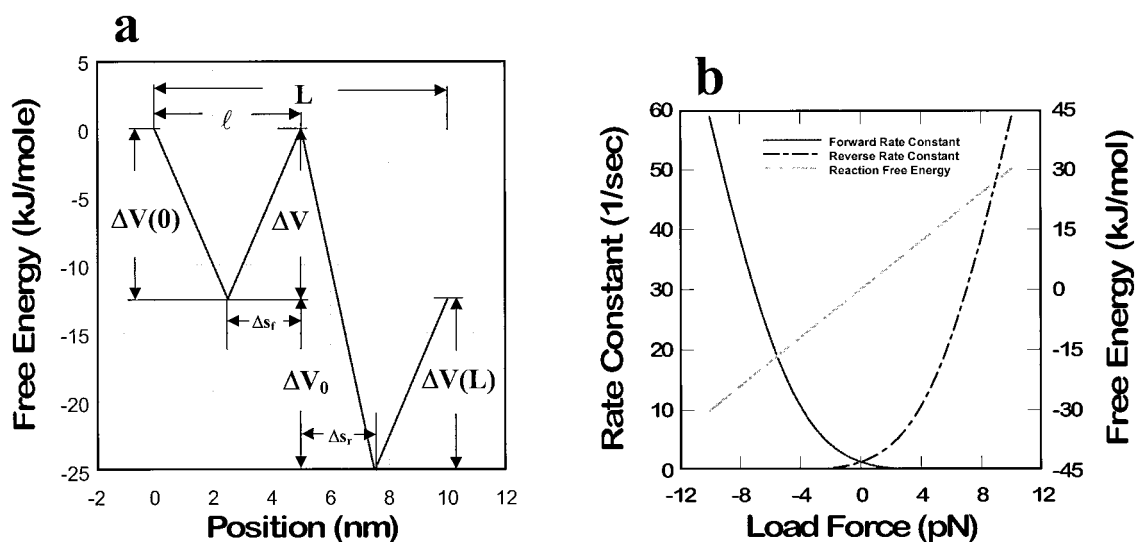 a
Free Energy (kJ/mole)
5
0
-5
-10
-15
-20
-25
L
ℓ
ΔV(0)
ΔV
Δs_f
ΔV₀
ΔV(L)
Δs_r
-2 0 2 4 6 8 10 12
Position (nm)
b
Rate Constant (1/sec)
60
50
40
30
20
10
0
Forward Rate Constant
Reverse Rate Constant
Reaction Free Energy
45
30
15
0
-15
-30
-45
Free Energy (kJ/mol)
-12 -8 -4 0 4 8 12
Load Force (pN)